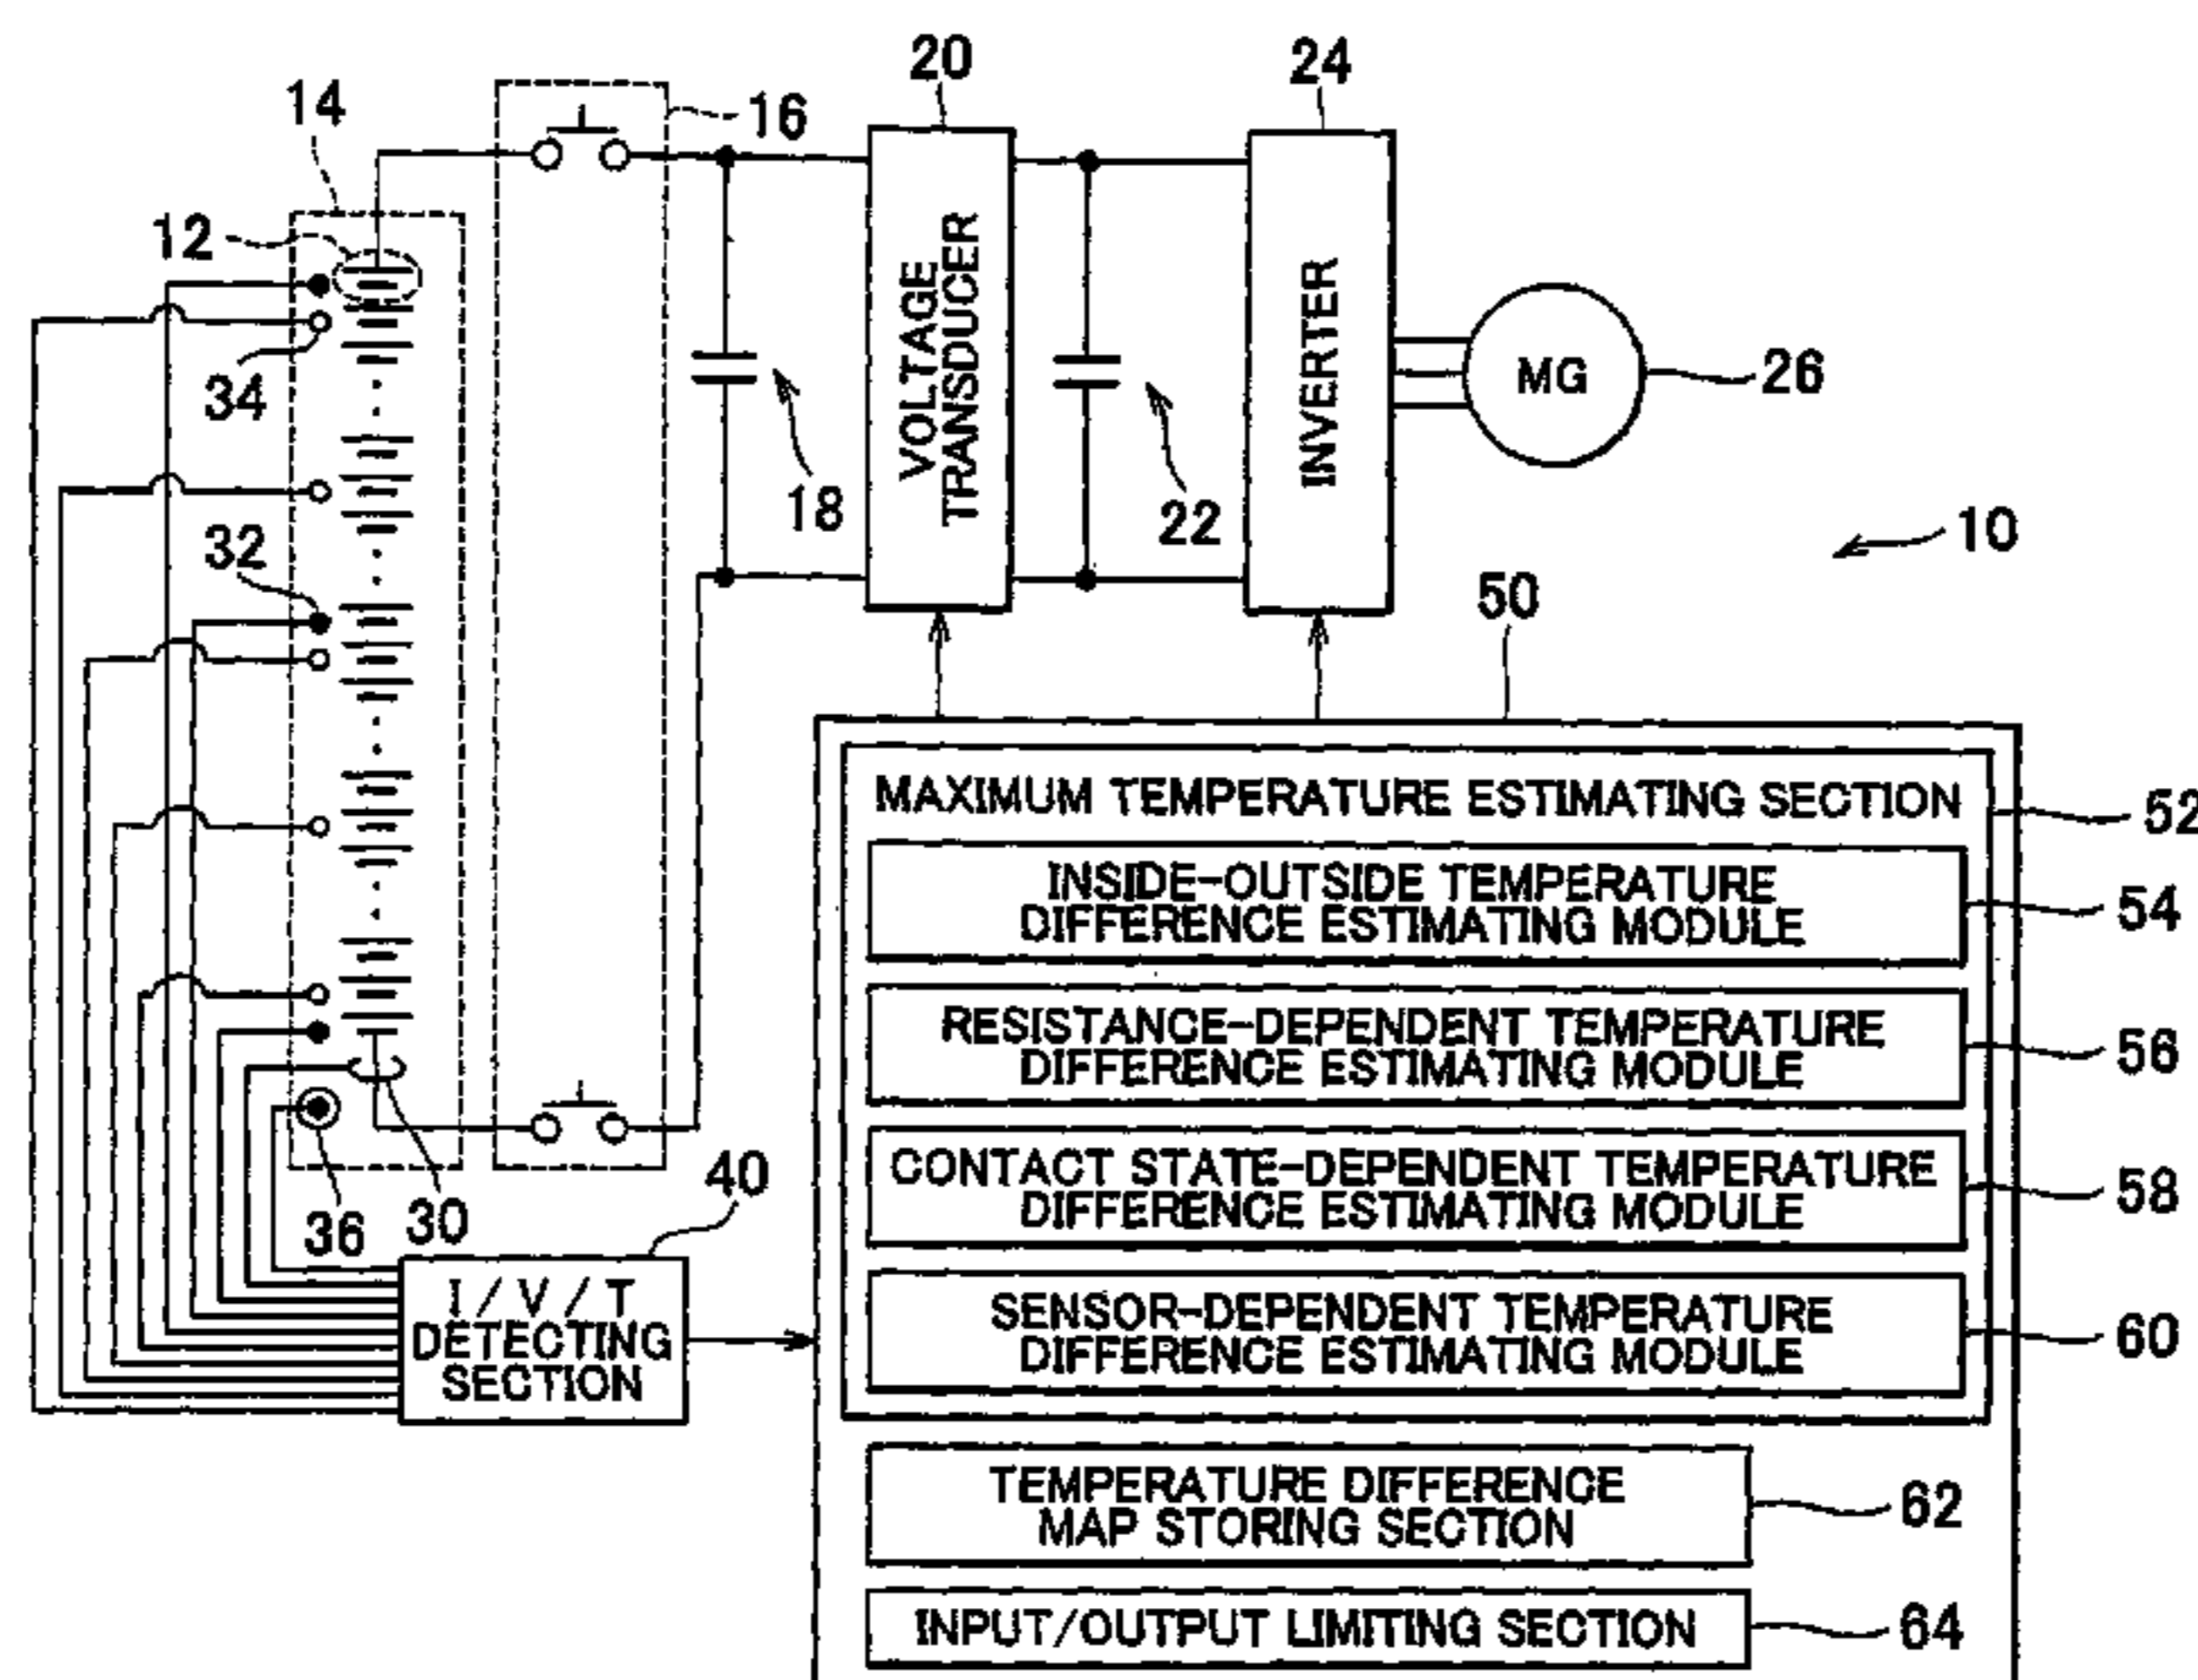 20
24
14
16
12
VOLTAGE
TRANSDUCER
INVERTER
MG
26
34
18
22
10
32
50
MAXIMUM TEMPERATURE ESTIMATING SECTION
52
INSIDE-OUTSIDE TEMPERATURE
DIFFERENCE ESTIMATING MODULE
54
RESISTANCE-DEPENDENT TEMPERATURE
DIFFERENCE ESTIMATING MODULE
56
CONTACT STATE-DEPENDENT TEMPERATURE
DIFFERENCE ESTIMATING MODULE
58
36
30
40
I / V / T
DETECTING
SECTION
SENSOR-DEPENDENT TEMPERATURE
DIFFERENCE ESTIMATING MODULE
60
TEMPERATURE DIFFERENCE
MAP STORING SECTION
62
INPUT/OUTPUT LIMITING SECTION
64